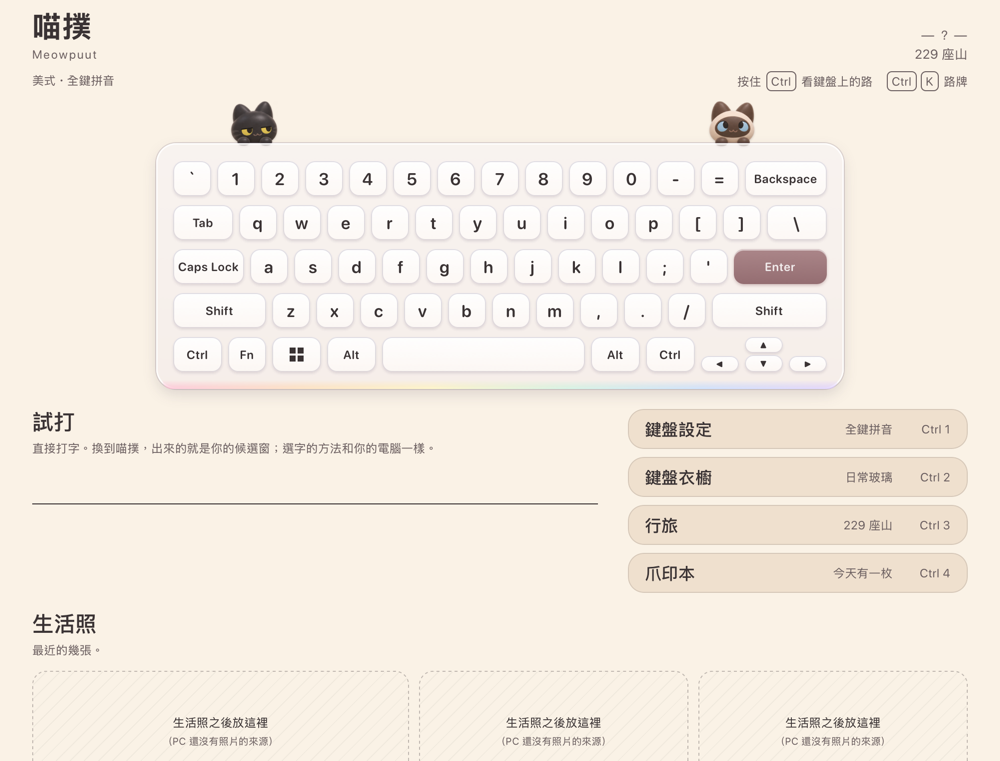 喵撲
Meowpuut
美式・全鍵拼音
— ? —
229 座山
按住 Ctrl 看鍵盤上的路 Ctrl K 路牌
` 1 2 3 4 5 6 7 8 9 0 - = Backspace
Tab q w e r t y u i o p [ ] \
Caps Lock a s d f g h j k l ; ' Enter
Shift z x c v b n m , . / Shift
Ctrl Fn Alt Alt Ctrl ◀ ▲ ▼ ▶
試打
直接打字。換到喵撲，出來的就是你的候選窗；選字的方法和你的電腦一樣。
鍵盤設定 全鍵拼音 Ctrl 1
鍵盤衣櫥 日常玻璃 Ctrl 2
行旅 229 座山 Ctrl 3
爪印本 今天有一枚 Ctrl 4
生活照
最近的幾張。
生活照之後放這裡
(PC 還沒有照片的來源)
生活照之後放這裡
(PC 還沒有照片的來源)
生活照之後放這裡
(PC 還沒有照片的來源)